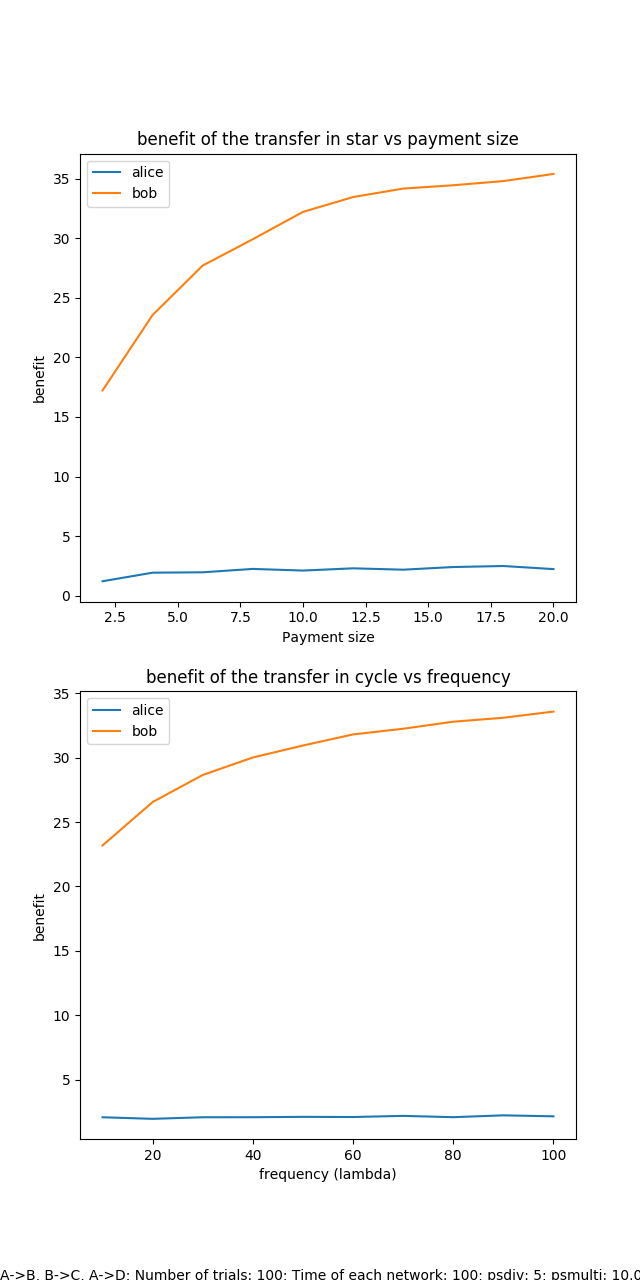 benefit of the transfer in star vs payment size
alice
bob
35
30
25
20
15
10
5
0
benefit
2.5 5.0 7.5 10.0 12.5 15.0 17.5 20.0
Payment size
benefit of the transfer in cycle vs frequency
alice
bob
35
30
25
20
15
10
5
benefit
20 40 60 80 100
frequency (lambda)
A->B, B->C, A->D; Number of trials: 100; Time of each network: 100; psdiv: 5; psmulti: 10.0